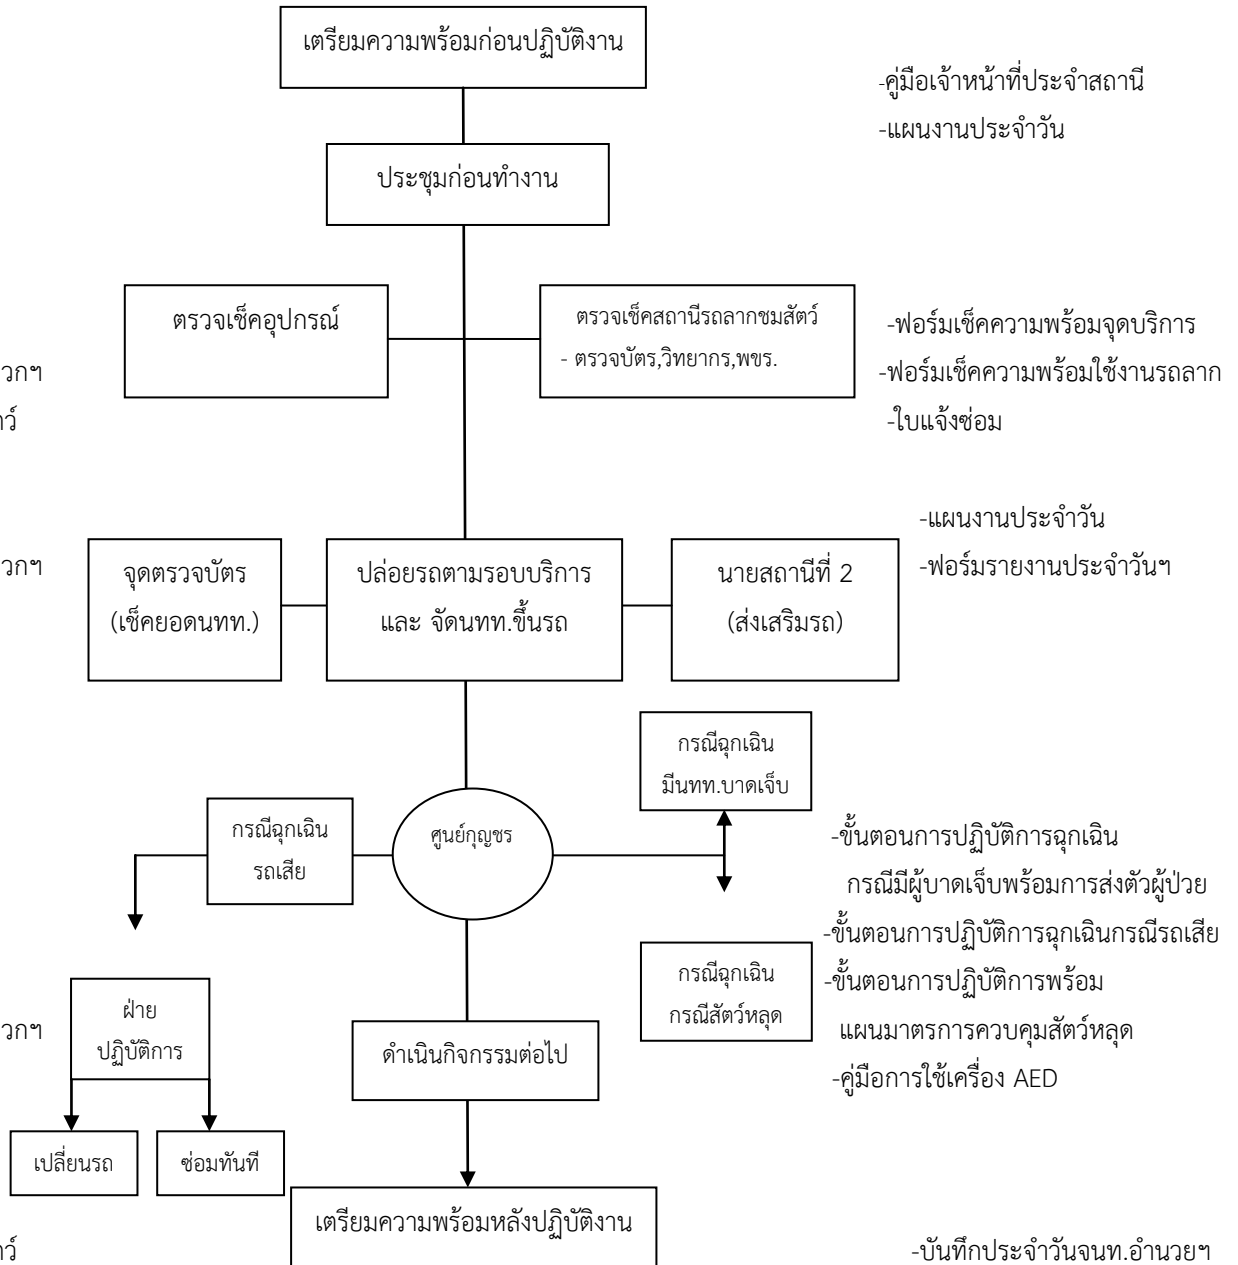 เตรียมความพร้อมก่อนปฏิบัติงาน
-คู่มือเจ้าหน้าที่ประจำสถานี
-แผนงานประจำวัน
ประชุมก่อนทำงาน
ตรวจเช็คอุปกรณ์
ตรวจเช็คสถานีรถลากชมสัตว์
- ตรวจบัตร,วิทยากร,พขร.
-ฟอร์มเช็คความพร้อมจุดบริการ
-ฟอร์มเช็คความพร้อมใช้งานรถลาก
-ใบแจ้งซ่อม
วกฯ
ว์
-แผนงานประจำวัน
-ฟอร์มรายงานประจำวันฯ
วกฯ
จุดตรวจบัตร
(เช็คยอดนทท.)
ปล่อยรถตามรอบบริการ
และ จัดนทท.ขึ้นรถ
นายสถานีที่ 2
(ส่งเสริมรถ)
กรณีฉุกเฉิน
มีนทท.บาดเจ็บ
กรณีฉุกเฉิน
รถเสีย
ศูนย์กุญชร
-ขั้นตอนการปฏิบัติการฉุกเฉิน
กรณีมีผู้บาดเจ็บพร้อมการส่งตัวผู้ป่วย
-ขั้นตอนการปฏิบัติการฉุกเฉินกรณีรถเสีย
-ขั้นตอนการปฏิบัติการพร้อม
แผนมาตรการควบคุมสัตว์หลุด
-คู่มือการใช้เครื่อง AED
กรณีฉุกเฉิน
กรณีสัตว์หลุด
ฝ่าย
ปฏิบัติการ
วกฯ
ดำเนินกิจกรรมต่อไป
เปลี่ยนรถ
ซ่อมทันที
เตรียมความพร้อมหลังปฏิบัติงาน
ว์
-บันทึกประจำวันจนท.อำนวยฯ